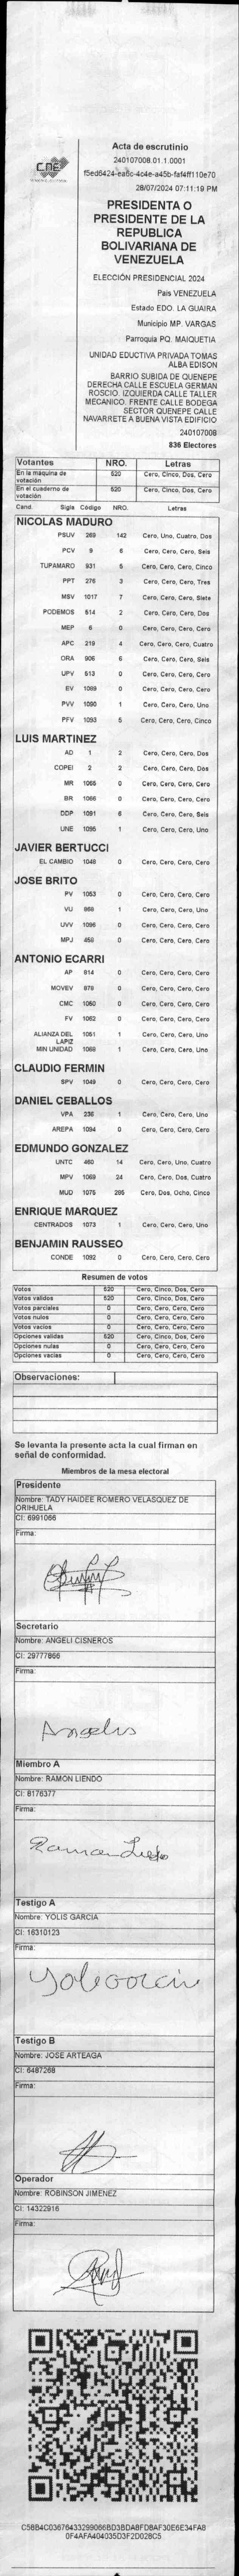 CNE
Acta de escrutinio
240107008.01.1.0001
f5ed6424-ea6c-4c4e-a45b-faf4ff110e70
28/07/2024 07:11:19 PM
PRESIDENTA O
PRESIDENTE DE LA
REPUBLICA
BOLIVARIANA DE
VENEZUELA
ELECCIÓN PRESIDENCIAL 2024
Pais VENEZUELA
Estado EDO. LA GUAIRA
Municipio MP. VARGAS
Parroquia PQ. MAIQUETIA
UNIDAD EDUCTIVA PRIVADA TOMAS
ALBA EDISON
BARRIO SUBIDA DE QUENEPE
DERECHA CALLE ESCUELA GERMAN
ROSCIO. IZQUIERDA CALLE TALLER
MECANICO. FRENTE CALLE BODEGA
SECTOR QUENEPE CALLE
NAVARRETE A BUENA VISTA EDIFICIO
240107008
836 Electores
Votantes NRO. Letras
En la maquina de votación 520 Cero, Cinco, Dos, Cero
En el cuaderno de votación 520 Cero, Cinco, Dos, Cero
Cand. Sigla Código NRO. Letras
NICOLAS MADURO
PSUV 269 142 Cero, Uno, Cuatro, Dos
PCV 9 6 Cero, Cero, Cero, Seis
TUPAMARO 931 5 Cero, Cero, Cero, Cinco
PPT 276 3 Cero, Cero, Cero, Tres
MSV 1017 7 Cero, Cero, Cero, Siete
PODEMOS 514 2 Cero, Cero, Cero, Dos
MEP 6 0 Cero, Cero, Cero, Cero
APC 219 4 Cero, Cero, Cero, Cuatro
ORA 906 6 Cero, Cero, Cero, Seis
UPV 513 0 Cero, Cero, Cero, Cero
EV 1089 0 Cero, Cero, Cero, Cero
PVV 1090 1 Cero, Cero, Cero, Uno
PFV 1093 5 Cero, Cero, Cero, Cinco
LUIS MARTINEZ
AD 1 2 Cero, Cero, Cero, Dos
COPEI 2 2 Cero, Cero, Cero, Dos
MR 1065 0 Cero, Cero, Cero, Cero
BR 1066 0 Cero, Cero, Cero, Cero
DDP 1091 6 Cero, Cero, Cero, Seis
UNE 1095 1 Cero, Cero, Cero, Uno
JAVIER BERTUCCI
EL CAMBIO 1048 0 Cero, Cero, Cero, Cero
JOSE BRITO
PV 1053 0 Cero, Cero, Cero, Cero
VU 868 1 Cero, Cero, Cero, Uno
UVV 1096 0 Cero, Cero, Cero, Cero
MPJ 458 0 Cero, Cero, Cero, Cero
ANTONIO ECARRI
AP 814 0 Cero, Cero, Cero, Cero
MOVEV 878 0 Cero, Cero, Cero, Cero
CMC 1050 0 Cero, Cero, Cero, Cero
FV 1052 0 Cero, Cero, Cero, Cero
ALIANZA DEL LAPIZ 1051 1 Cero, Cero, Cero, Uno
MIN UNIDAD 1068 1 Cero, Cero, Cero, Uno
CLAUDIO FERMIN
SPV 1049 0 Cero, Cero, Cero, Cero
DANIEL CEBALLOS
VPA 236 1 Cero, Cero, Cero, Uno
AREPA 1094 0 Cero, Cero, Cero, Cero
EDMUNDO GONZALEZ
UNTC 460 14 Cero, Cero, Uno, Cuatro
MPV 1069 24 Cero, Cero, Dos, Cuatro
MUD 1075 285 Cero, Dos, Ocho, Cinco
ENRIQUE MARQUEZ
CENTRADOS 1073 1 Cero, Cero, Cero, Uno
BENJAMIN RAUSSEO
CONDE 1092 0 Cero, Cero, Cero, Cero
Resumen de votos
Votos 520 Cero, Cinco, Dos, Cero
Votos validos 520 Cero, Cinco, Dos, Cero
Votos parciales 0 Cero, Cero, Cero, Cero
Votos nulos 0 Cero, Cero, Cero, Cero
Votos vacios 0 Cero, Cero, Cero, Cero
Opciones validas 520 Cero, Cinco, Dos, Cero
Opciones nulas 0 Cero, Cero, Cero, Cero
Opciones vacias 0 Cero, Cero, Cero, Cero
Observaciones:
Se levanta la presente acta la cual firman en
señal de conformidad.
Miembros de la mesa electoral
Presidente
Nombre: TADY HAIDEE ROMERO VELASQUEZ DE
ORIHUELA
CI: 6991066
Firma:
Secretario
Nombre: ANGELI CISNEROS
CI: 29777866
Firma:
Miembro A
Nombre: RAMON LIENDO
CI: 8176377
Firma:
Testigo A
Nombre: YOLIS GARCIA
CI: 16310123
Firma:
Testigo B
Nombre: JOSE ARTEAGA
CI: 6487268
Firma:
Operador
Nombre: ROBINSON JIMENEZ
CI: 14322916
Firma:
C58B4C03676433299066BD3BDA8FD8AF30E6E34FA8
0F4AFA404035D3F2D028C5